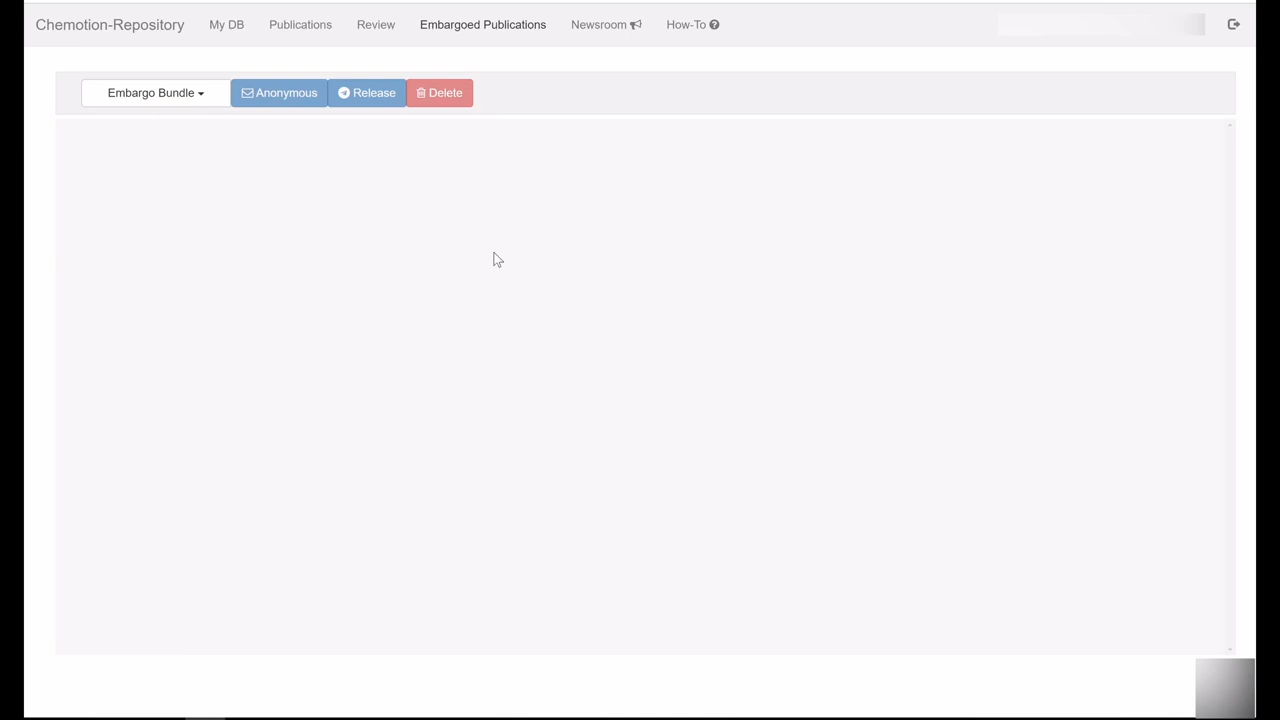 Chemotion-Repository My DB Publications Review Embargoed Publications Newsroom How-To
Embargo Bundle Anonymous Release Delete